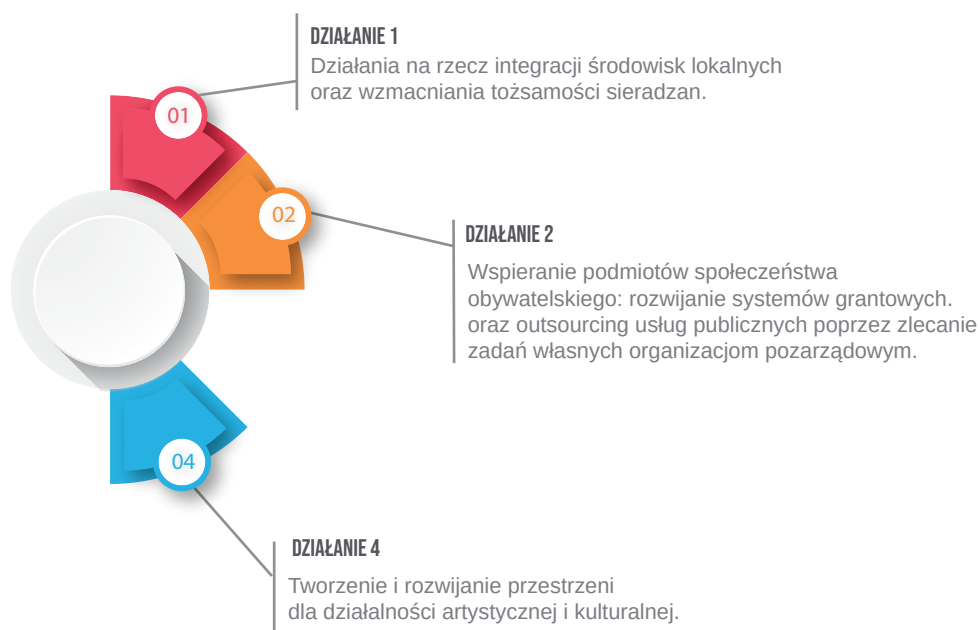 DZIAŁANIE 1
Działania na rzecz integracji środowisk lokalnych
oraz wzmacniania tożsamości sieradzan.
01
02
DZIAŁANIE 2
Wspieranie podmiotów społeczeństwa
obywatelskiego: rozwijanie systemów grantowych.
oraz outsourcing usług publicznych poprzez zlecanie
zadań własnych organizacjom pozarządowym.
04
DZIAŁANIE 4
Tworzenie i rozwijanie przestrzeni
dla działalności artystycznej i kulturalnej.